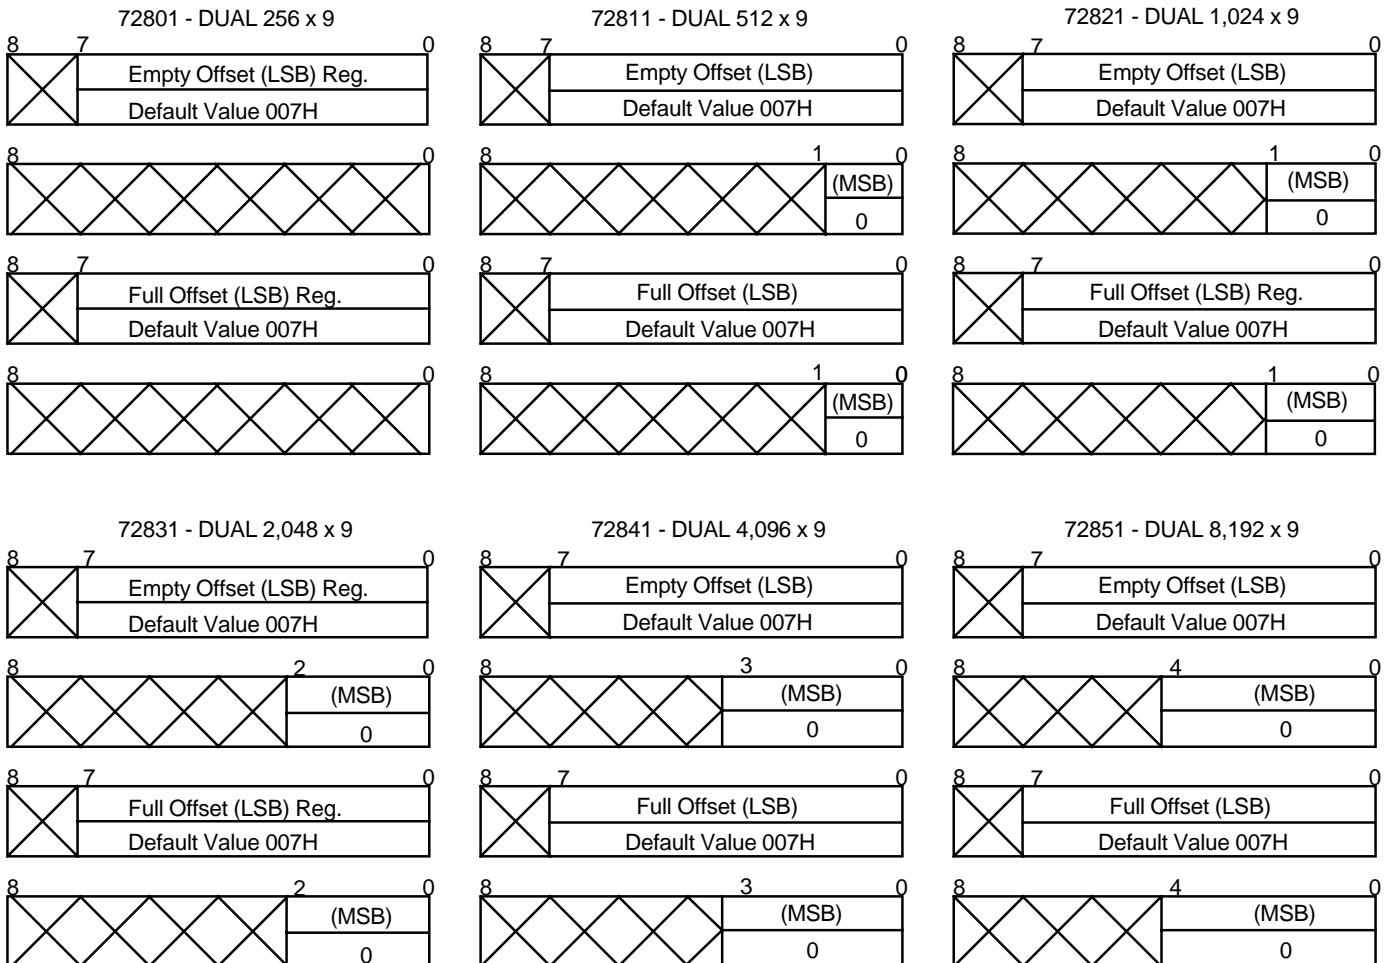 72801 - DUAL 256 x 9
8 7 0
Empty Offset (LSB) Reg.
Default Value 007H
8 0
8 7 0
Full Offset (LSB) Reg.
Default Value 007H
8 0
72811 - DUAL 512 x 9
8 7 0
Empty Offset (LSB)
Default Value 007H
8 1 0
(MSB)
0
8 7 0
Full Offset (LSB)
Default Value 007H
8 1 0
(MSB)
0
72821 - DUAL 1,024 x 9
8 7 0
Empty Offset (LSB)
Default Value 007H
8 1 0
(MSB)
0
8 7 0
Full Offset (LSB) Reg.
Default Value 007H
8 1 0
(MSB)
0
72831 - DUAL 2,048 x 9
8 7 0
Empty Offset (LSB) Reg.
Default Value 007H
8 2 0
(MSB)
0
8 7 0
Full Offset (LSB) Reg.
Default Value 007H
8 2 0
(MSB)
0
72841 - DUAL 4,096 x 9
8 7 0
Empty Offset (LSB)
Default Value 007H
8 3 0
(MSB)
0
8 7 0
Full Offset (LSB)
Default Value 007H
8 3 0
(MSB)
0
72851 - DUAL 8,192 x 9
8 7 0
Empty Offset (LSB)
Default Value 007H
8 4 0
(MSB)
0
8 7 0
Full Offset (LSB)
Default Value 007H
8 4 0
(MSB)
0